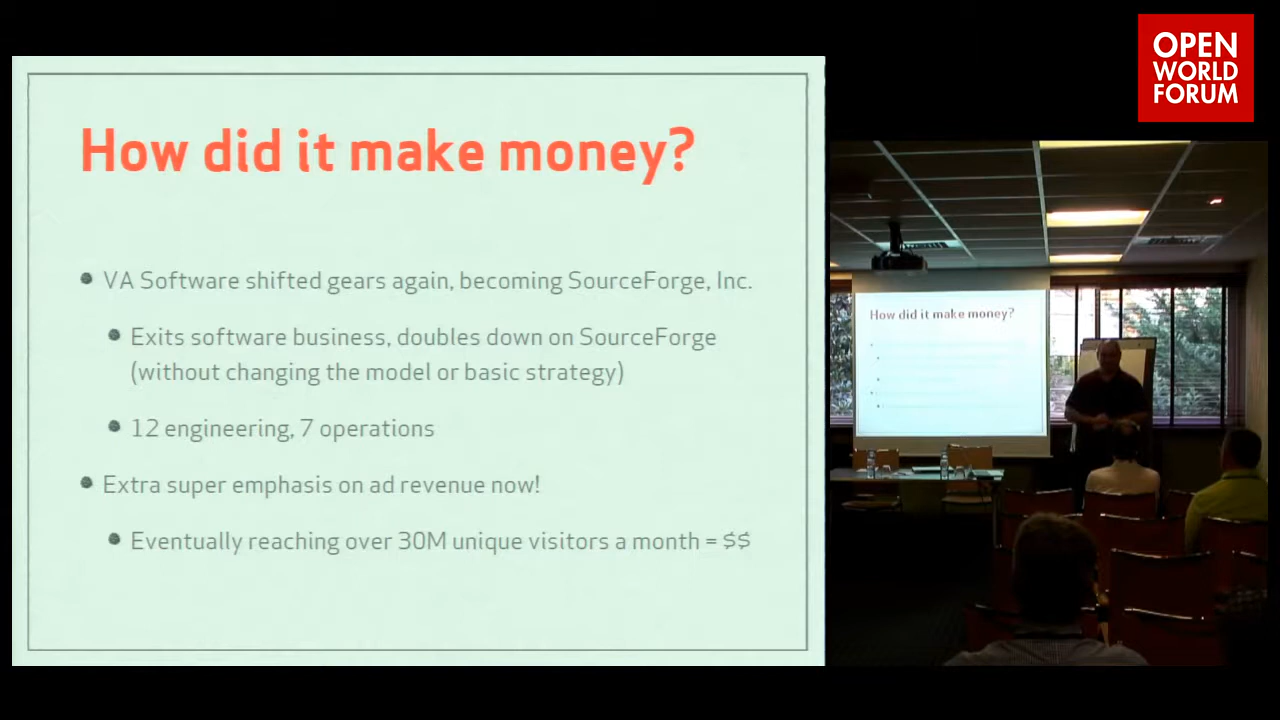 OPEN
WORLD
FORUM
How did it make money?
VA Software shifted gears again, becoming SourceForge, Inc.
Exits software business, doubles down on SourceForge
(without changing the model or basic strategy)
12 engineering, 7 operations
Extra super emphasis on ad revenue now!
Eventually reaching over 30M unique visitors a month = $$
How did it make money?